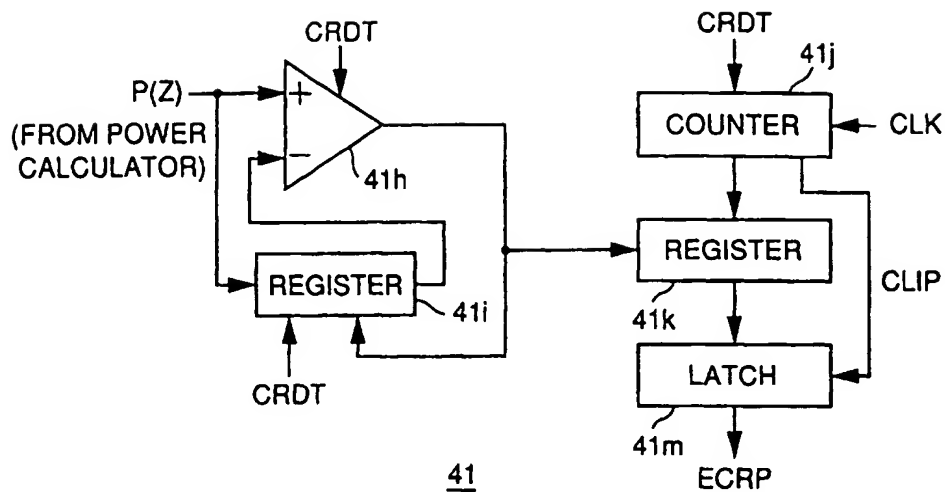 CRDT
P(Z)
(FROM POWER
CALCULATOR)
+
−
41h
REGISTER
41i
CRDT
CRDT
41j
COUNTER
CLK
REGISTER
41k
CLIP
LATCH
41m
ECRP
41